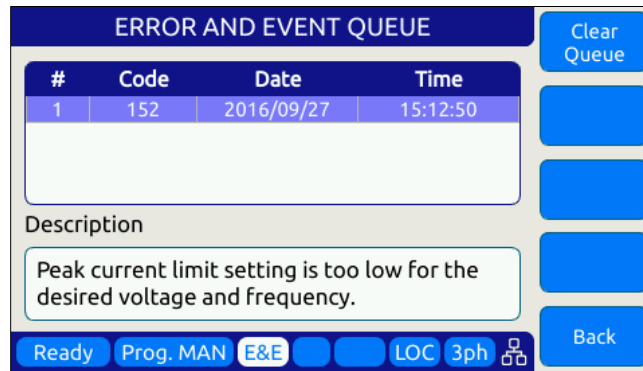 ERROR AND EVENT QUEUE
Clear
Queue
# Code Date Time
1 152 2016/09/27 15:12:50
Description
Peak current limit setting is too low for the
desired voltage and frequency.
Back
Ready Prog. MAN E&E LOC 3ph